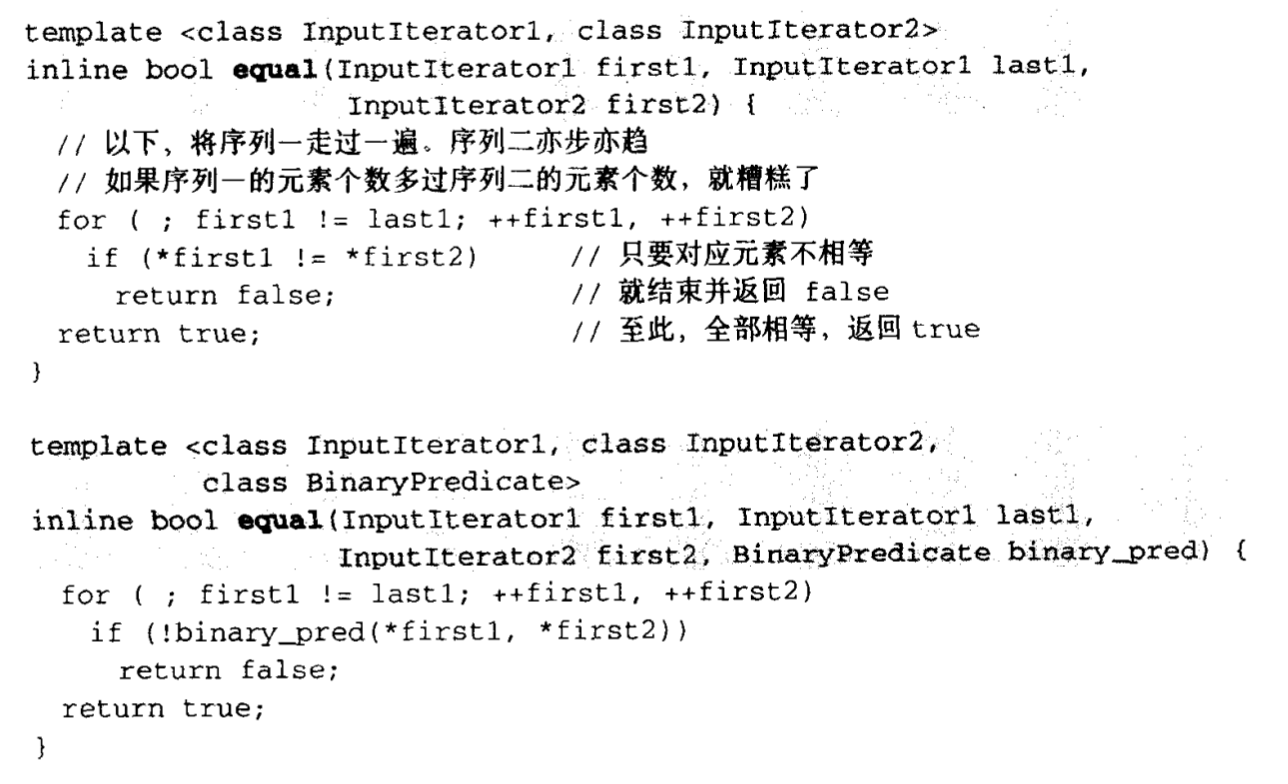 template <class InputIterator1, class InputIterator2>
inline bool equal(InputIterator1 first1, InputIterator1 last1,
                  InputIterator2 first2) {
  // 以下，将序列一走过一遍。序列二亦步亦趋
  // 如果序列一的元素个数多过序列二的元素个数，就糟糕了
  for ( ; first1 != last1; ++first1, ++first2)
    if (*first1 != *first2)      // 只要对应元素不相等
      return false;              // 就结束并返回 false
  return true;                   // 至此，全部相等，返回 true
}
template <class InputIterator1, class InputIterator2,
          class BinaryPredicate>
inline bool equal(InputIterator1 first1, InputIterator1 last1,
                  InputIterator2 first2, BinaryPredicate binary_pred) {
  for ( ; first1 != last1; ++first1, ++first2)
    if (!binary_pred(*first1, *first2))
      return false;
  return true;
}